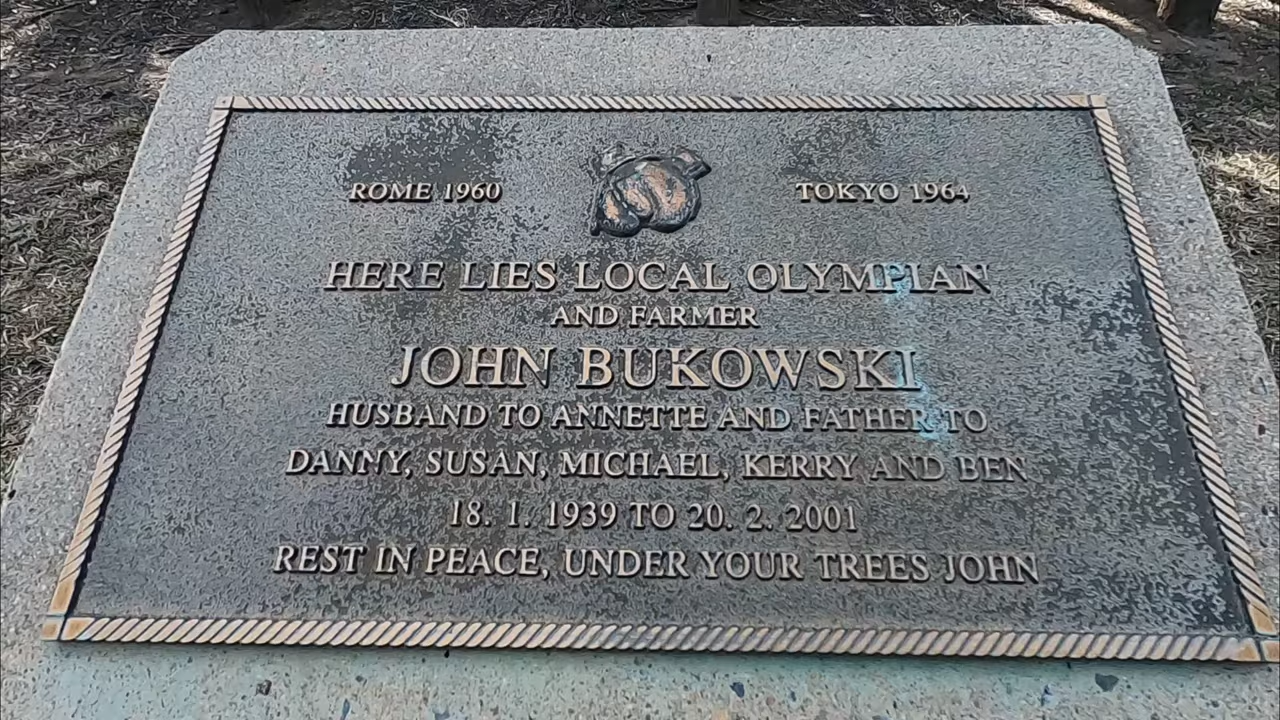 ROME 1960 TOKYO 1964
HERE LIES LOCAL OLYMPIAN
AND FARMER
JOHN BUKOWSKI
HUSBAND TO ANNETTE AND FATHER TO
DANNY, SUSAN, MICHAEL, KERRY AND BEN
18. 1. 1939 TO 20. 2. 2001
REST IN PEACE, UNDER YOUR TREES JOHN